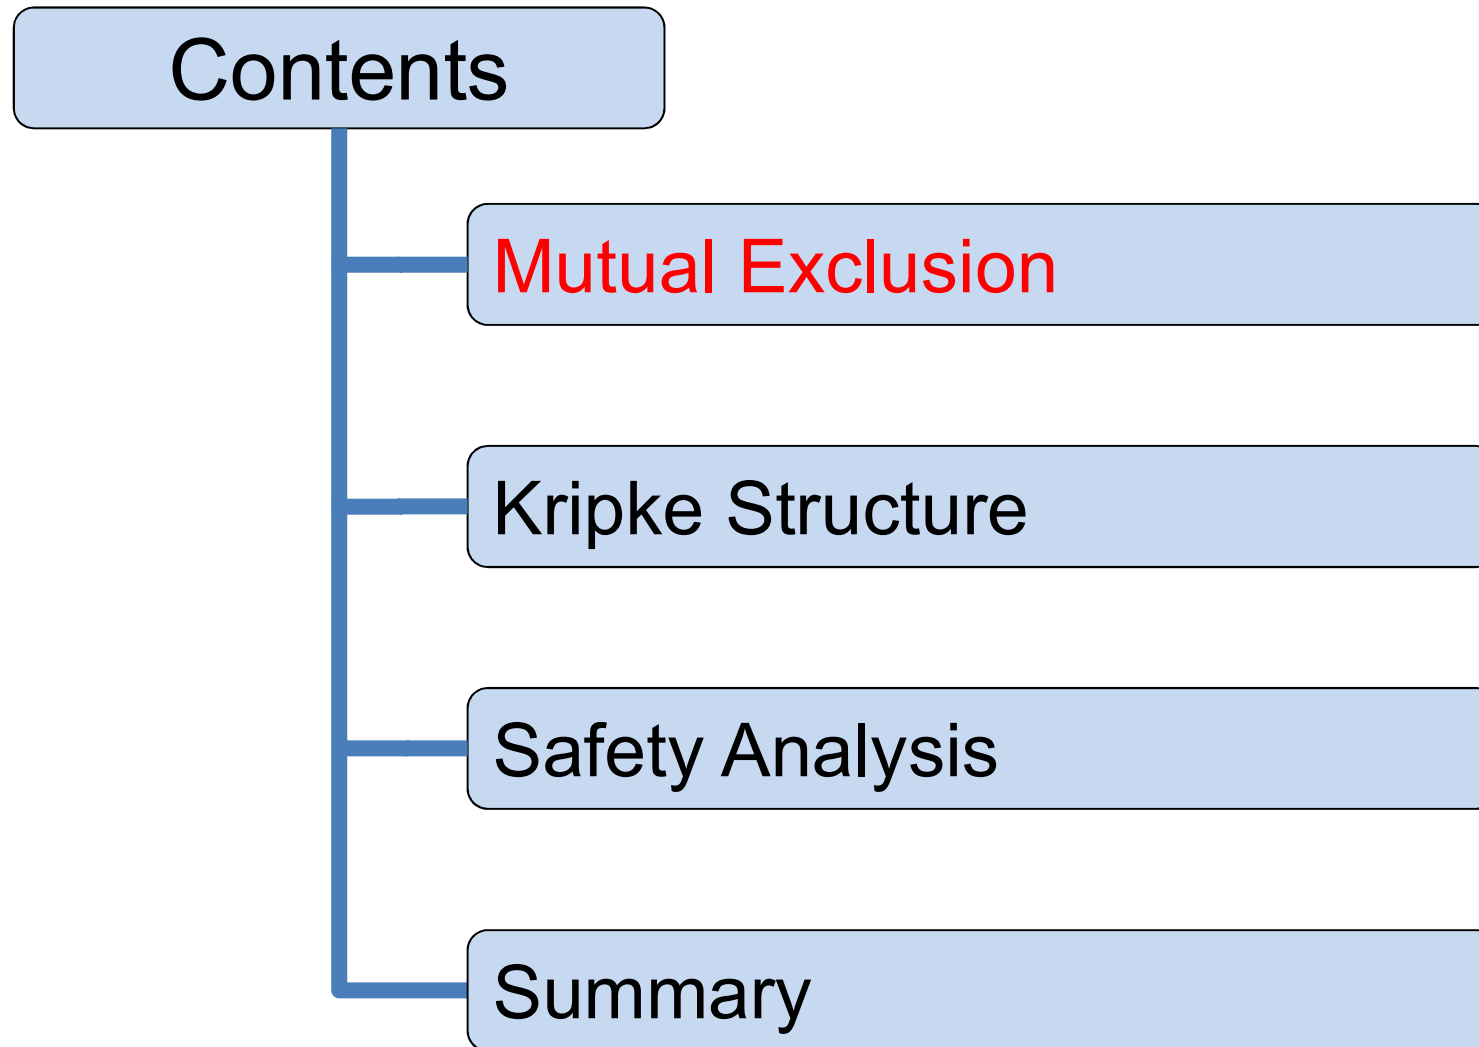 Contents
Mutual Exclusion
Kripke Structure
Safety Analysis
Summary